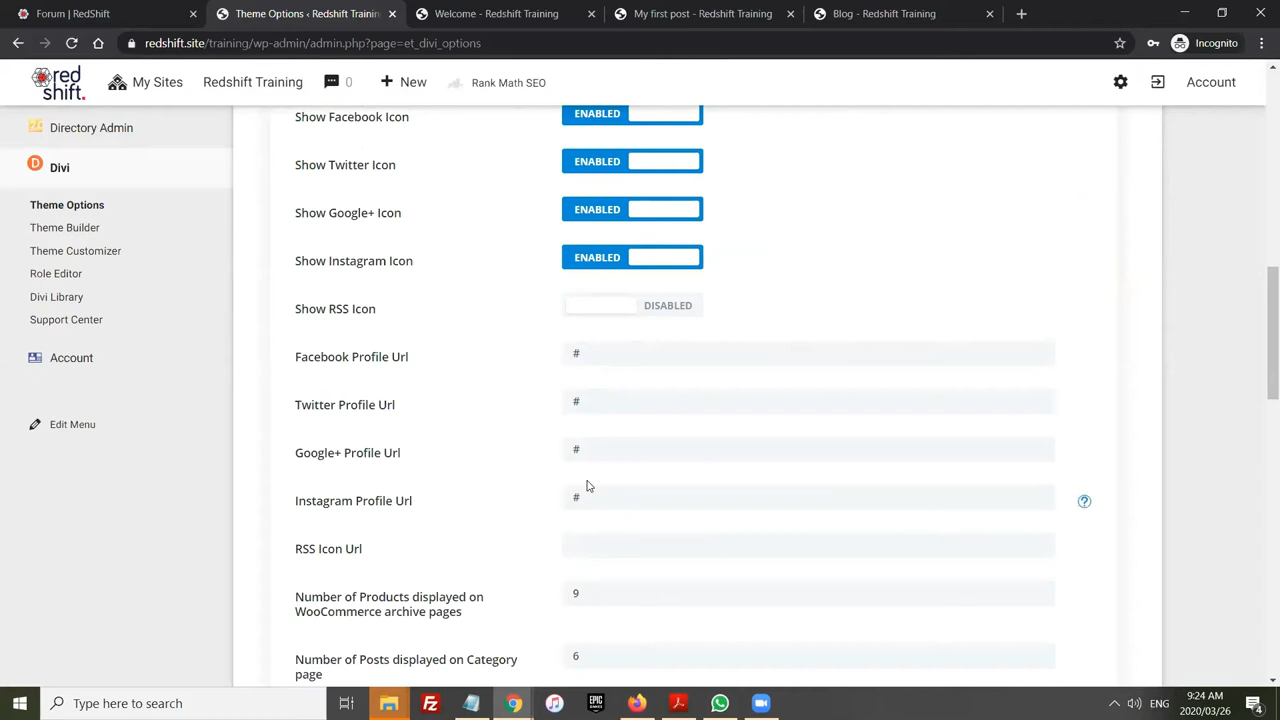 Forum | RedShift
Theme Options ‹ Redshift Trainin
Welcome - Redshift Training
My first post - Redshift Training
Blog - Redshift Training
redshift.site/training/wp-admin/admin.php?page=et_divi_options
Incognito
red
shift.
My Sites
Redshift Training
0
New
Rank Math SEO
Account
Directory Admin
Divi
Theme Options
Theme Builder
Theme Customizer
Role Editor
Divi Library
Support Center
Account
Edit Menu
Show Facebook Icon
ENABLED
Show Twitter Icon
ENABLED
Show Google+ Icon
ENABLED
Show Instagram Icon
ENABLED
Show RSS Icon
DISABLED
Facebook Profile Url
#
Twitter Profile Url
#
Google+ Profile Url
#
Instagram Profile Url
#
RSS Icon Url
Number of Products displayed on
WooCommerce archive pages
9
Number of Posts displayed on Category
page
6
Type here to search
EPIC
GAMES
ENG
9:24 AM
2020/03/26
4